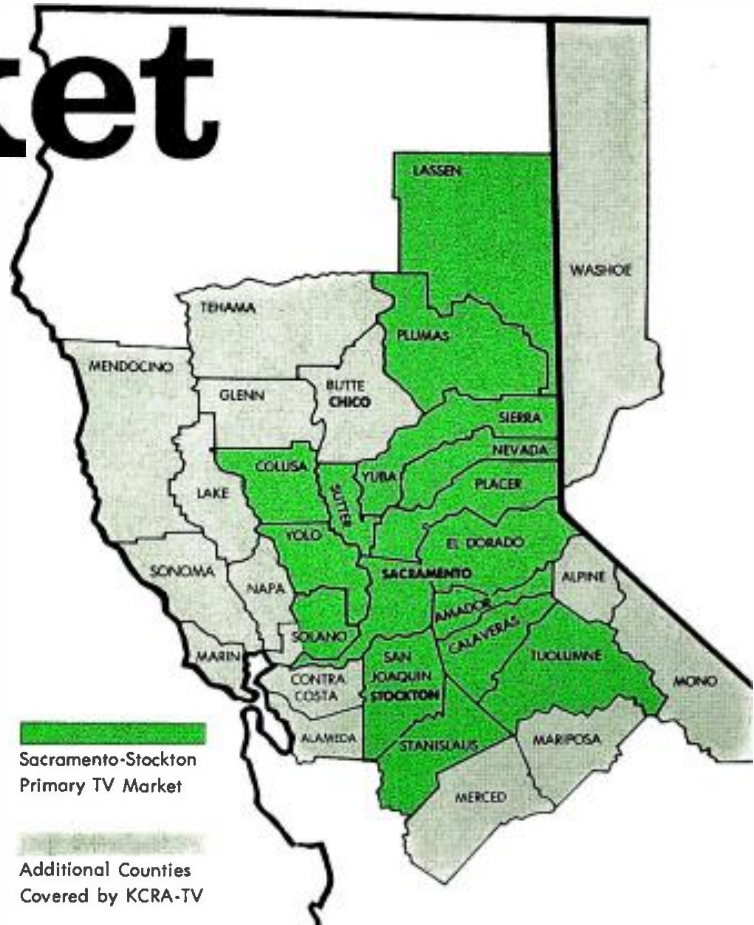 ket
LASSEN
WASHOE
TEHAMA
PLUMAS
MENDOCINO
GLENN
BUTTE
CHICO
SIERRA
NEVADA
COLUSA
YUBA
PLACER
SUTTER
LAKE
YOLO
EL DORADO
SONOMA
NAPA
SACRAMENTO
ALPINE
AMADOR
SOLANO
CALAVERAS
MARIN
SAN
JOAQUIN
STOCKTON
TUOLUMNE
CONTRA
COSTA
MONO
ALAMEDA
STANISLAUS
MARIPOSA
MERCED
Sacramento-Stockton
Primary TV Market
Additional Counties
Covered by KCRA-TV